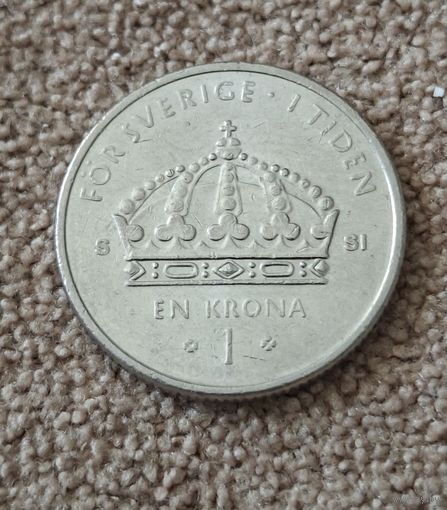 FÖR SVERIGE · I TIDEN
S SI
EN KRONA
1